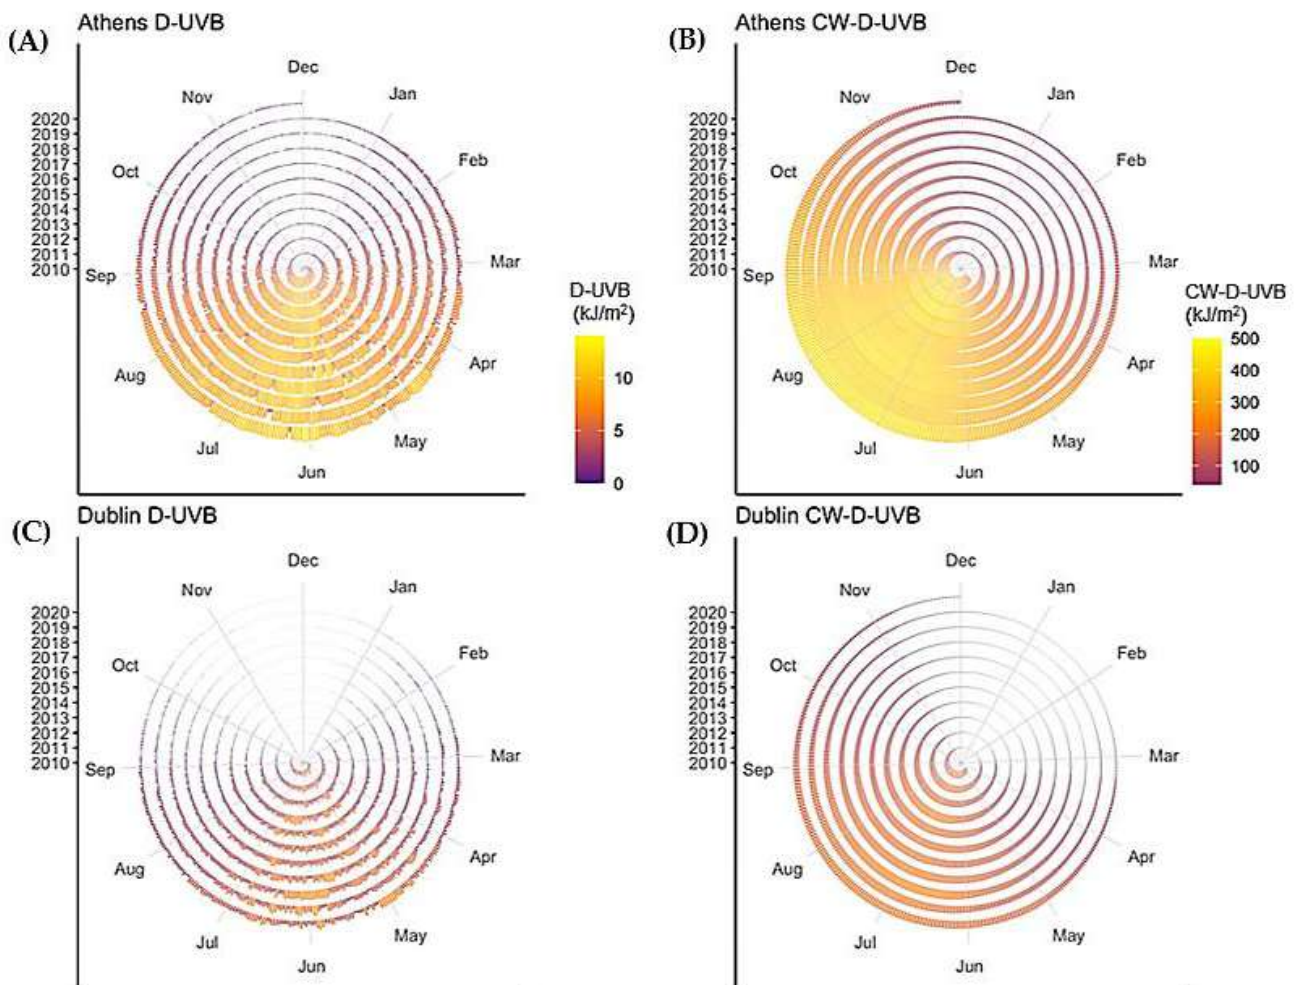 (A)
Athens D-UVB
Dec
Jan
Feb
Mar
Apr
May
Jun
Jul
Aug
Sep
Oct
Nov
2020
2019
2018
2017
2016
2015
2014
2013
2012
2011
2010
D-UVB
(kJ/m²)
10
5
0
(B)
Athens CW-D-UVB
Dec
Jan
Feb
Mar
Apr
May
Jun
Jul
Aug
Sep
Oct
Nov
2020
2019
2018
2017
2016
2015
2014
2013
2012
2011
2010
CW-D-UVB
(kJ/m²)
500
400
300
200
100
(C)
Dublin D-UVB
Dec
Jan
Feb
Mar
Apr
May
Jun
Jul
Aug
Sep
Oct
Nov
2020
2019
2018
2017
2016
2015
2014
2013
2012
2011
2010
(D)
Dublin CW-D-UVB
Dec
Jan
Feb
Mar
Apr
May
Jun
Jul
Aug
Sep
Oct
Nov
2020
2019
2018
2017
2016
2015
2014
2013
2012
2011
2010